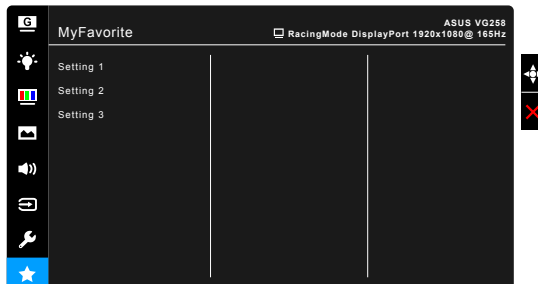 G
ASUS VG258
MyFavorite
RacingMode DisplayPort 1920x1080@ 165Hz
Setting 1
Setting 2
Setting 3